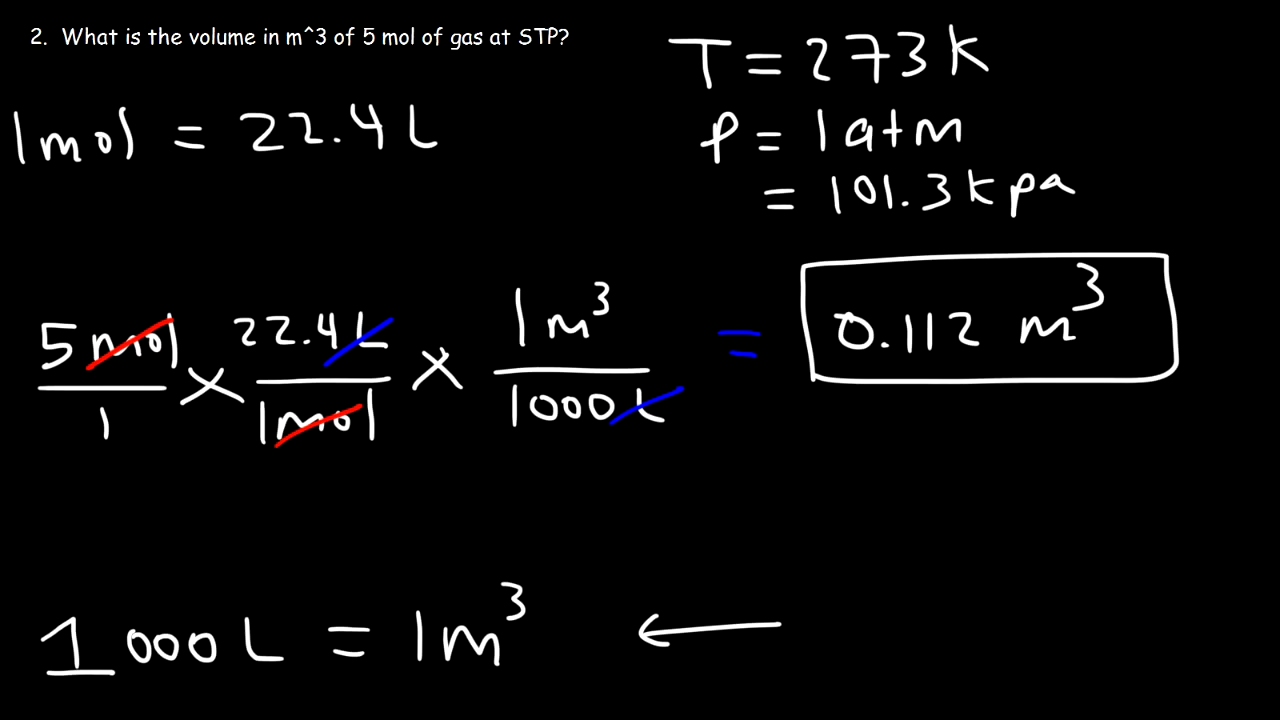 2. What is the volume in m^3 of 5 mol of gas at STP?
T = 273 K
1 mol = 22.4 L
P = 1 atm
= 101.3 kpa
5 mol / 1 × 22.4 L / 1 mol × 1 m³ / 1000 L = 0.112 m³
1000 L = 1 m³ ←